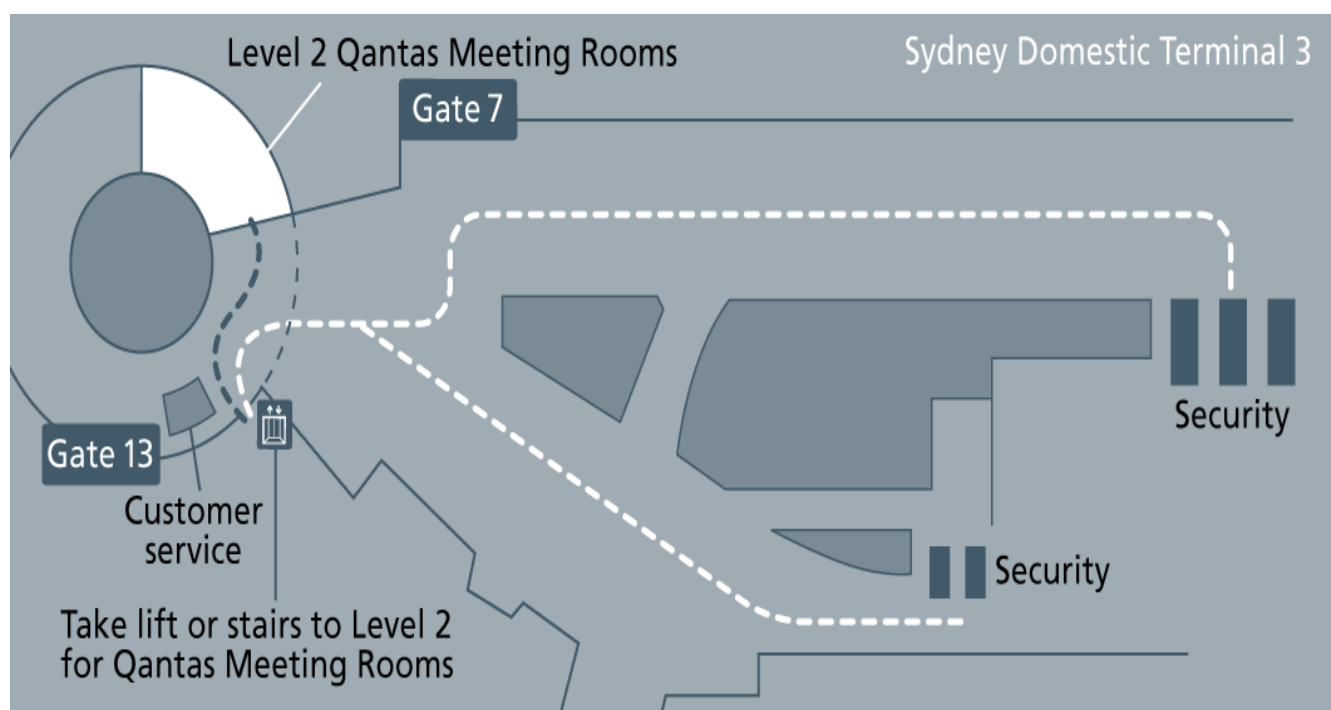 Level 2 Qantas Meeting Rooms
Sydney Domestic Terminal 3
Gate 7
Security
Gate 13
Customer
service
Security
Take lift or stairs to Level 2
for Qantas Meeting Rooms